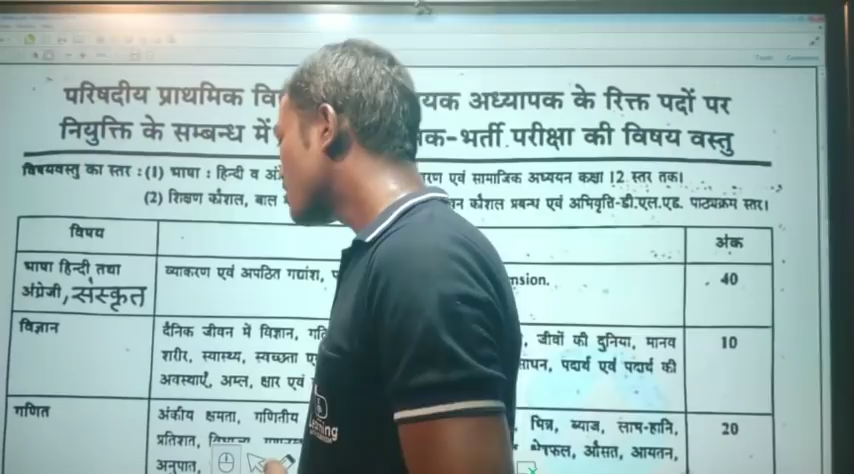 परिषदीय प्राथमिक वि यक अध्यापक के रिक्त पदों पर
नियुक्ति के सम्बन्ध में क-भर्ती परीक्षा की विषय वस्तु
विषयवस्तु का स्तर : (1) भाषा : हिन्दी व अं रण एवं सामाजिक अध्ययन कक्षा 12 स्तर तक।
(2) शिक्षण कौशल, बाल न कौशल प्रबन्ध एवं अभिवृति-डी.एल.एड. पाठ्यक्रम स्तर।
विषय अंक
भाषा हिन्दी तथा
अंग्रेजी, संस्कृत
व्याकरण एवं अपठित गद्यांश, nsion.
40
विज्ञान
दैनिक जीवन में विज्ञान, गति , जीवों की दुनिया, मानव
शरीर, स्वास्थ्य, स्वच्छता ए साधन, पदार्थ एवं पदार्थ की
अवस्थाएँ, अम्ल, क्षार एवं
10
गणित
अंकीय क्षमता, गणितीय भिन्न, ब्याज, लाभ-हानि,
प्रतिशत, क्षेत्रफल, औसत, आयतन,
अनुपात,
20